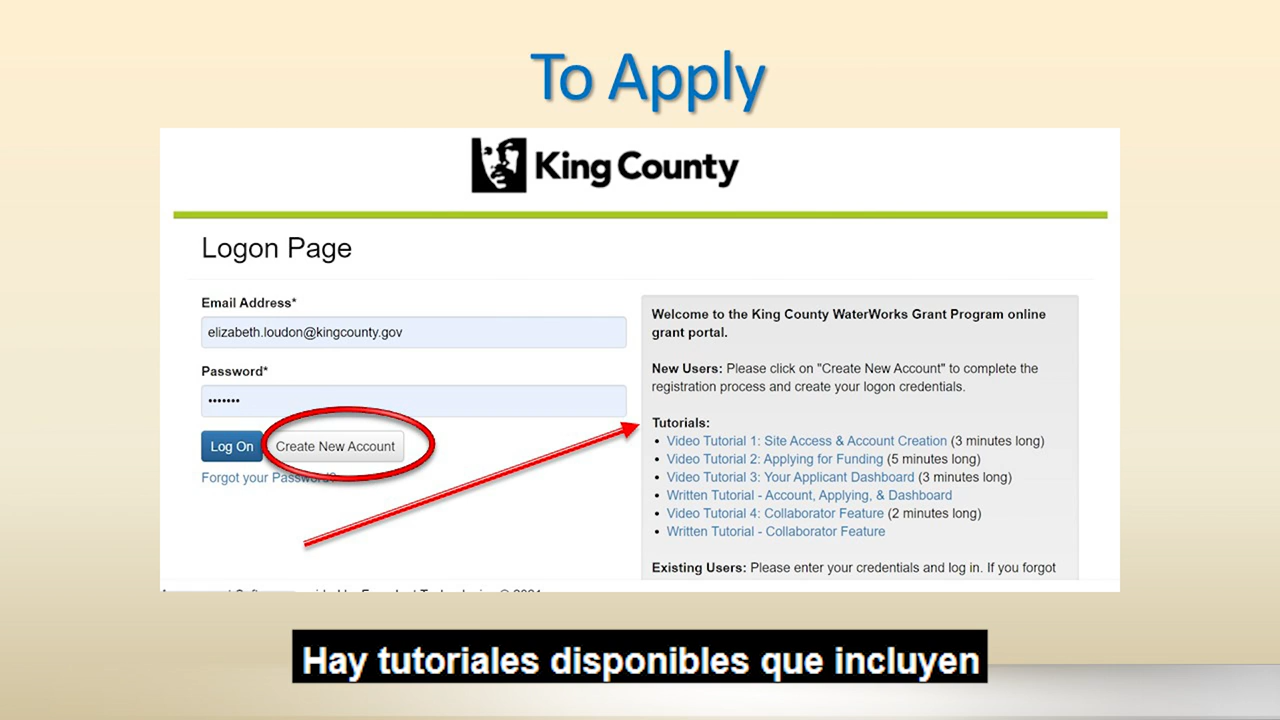 To Apply
King County
Logon Page
Email Address*
elizabeth.loudon@kingcounty.gov
Password*
•••••••
Log On
Create New Account
Forgot your Password?
Welcome to the King County WaterWorks Grant Program online
grant portal.
New Users: Please click on "Create New Account" to complete the
registration process and create your logon credentials.
Tutorials:
• Video Tutorial 1: Site Access & Account Creation (3 minutes long)
• Video Tutorial 2: Applying for Funding (5 minutes long)
• Video Tutorial 3: Your Applicant Dashboard (3 minutes long)
• Written Tutorial - Account, Applying, & Dashboard
• Video Tutorial 4: Collaborator Feature (2 minutes long)
• Written Tutorial - Collaborator Feature
Existing Users: Please enter your credentials and log in. If you forgot
Hay tutoriales disponibles que incluyen